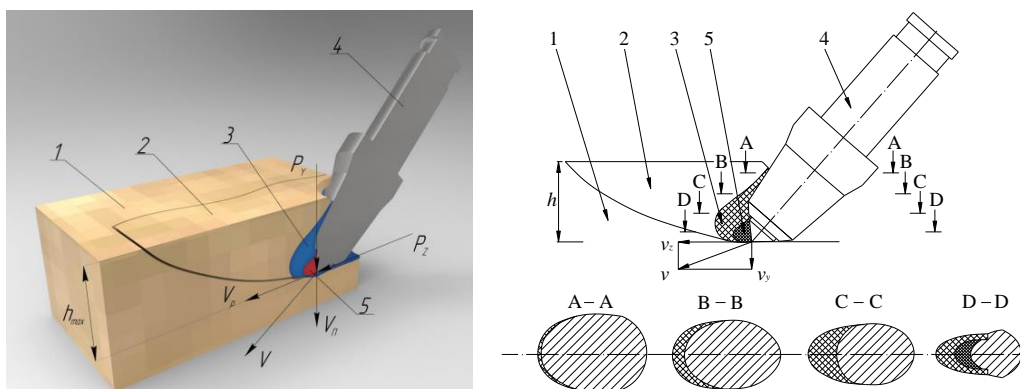 4
3
2
1
P_Y
P_Z
V_P
h_max
V_П
5
V
1
2
3
5
4
A
A
B
B
C
C
D
D
h
v_z
v
v_y
A – A
B – B
C – C
D – D